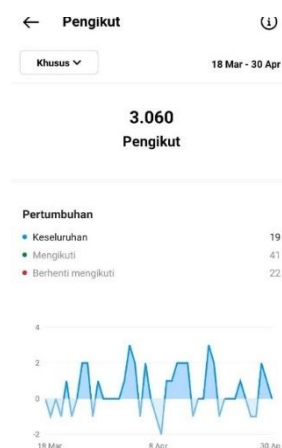 Pengikut
Khusus
18 Mar - 30 Apr
3.060
Pengikut
Pertumbuhan
Keseluruhan 19
Mengikuti 41
Berhenti mengikuti 22
4
2
0
-2
18 Mar 8 Apr 30 Ap